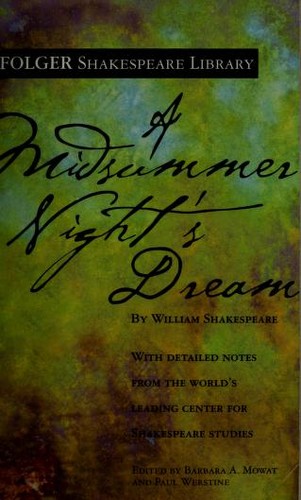 FOLGER SHAKESPEARE LIBRARY
A
Midsummer
Night's
Dream
BY WILLIAM SHAKESPEARE
WITH DETAILED NOTES
FROM THE WORLD'S
LEADING CENTER FOR
SHAKESPEARE STUDIES
EDITED BY BARBARA A. MOWAT
AND PAUL WERSTINE